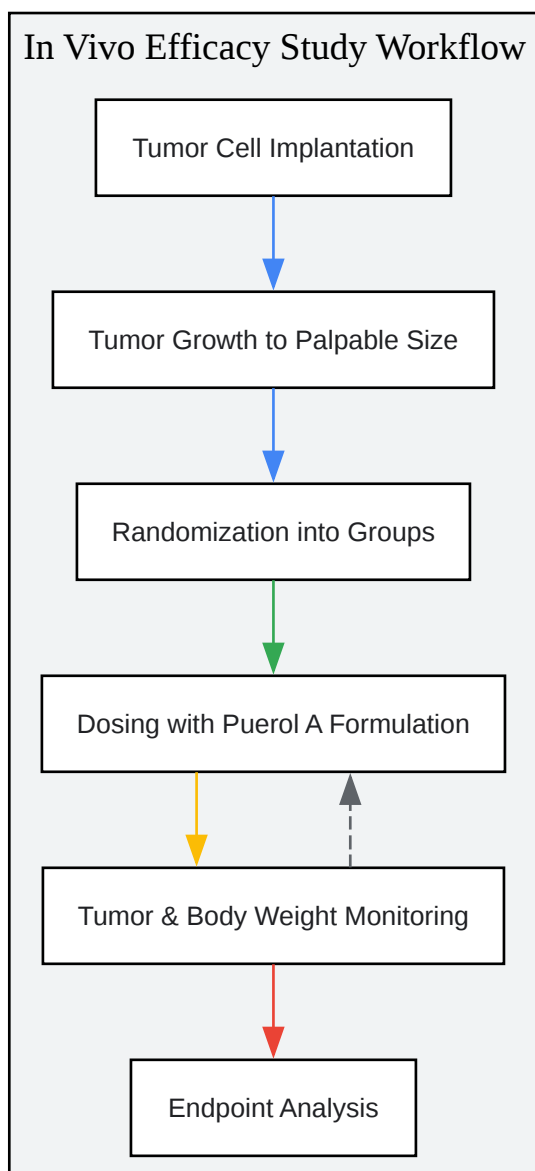 In Vivo Efficacy Study Workflow
Tumor Cell Implantation
Tumor Growth to Palpable Size
Randomization into Groups
Dosing with Puerol A Formulation
Tumor & Body Weight Monitoring
Endpoint Analysis